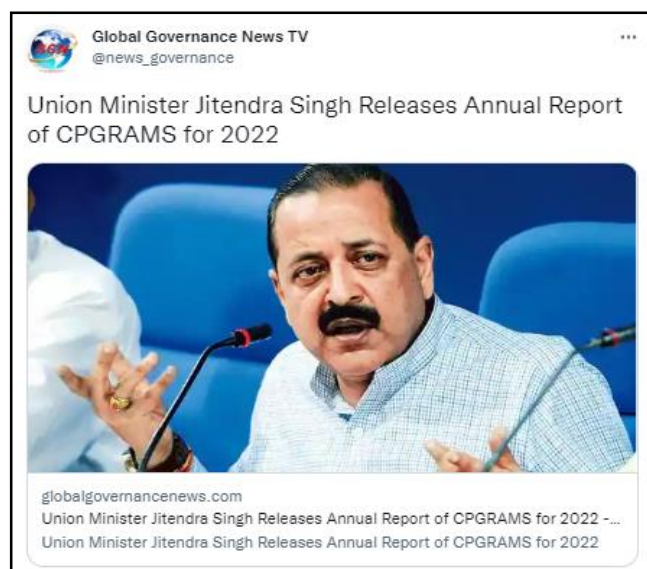 Global Governance News TV
@news_governance
Union Minister Jitendra Singh Releases Annual Report
of CPGRAMS for 2022
globalgovernancenews.com
Union Minister Jitendra Singh Releases Annual Report of CPGRAMS for 2022 -...
Union Minister Jitendra Singh Releases Annual Report of CPGRAMS for 2022